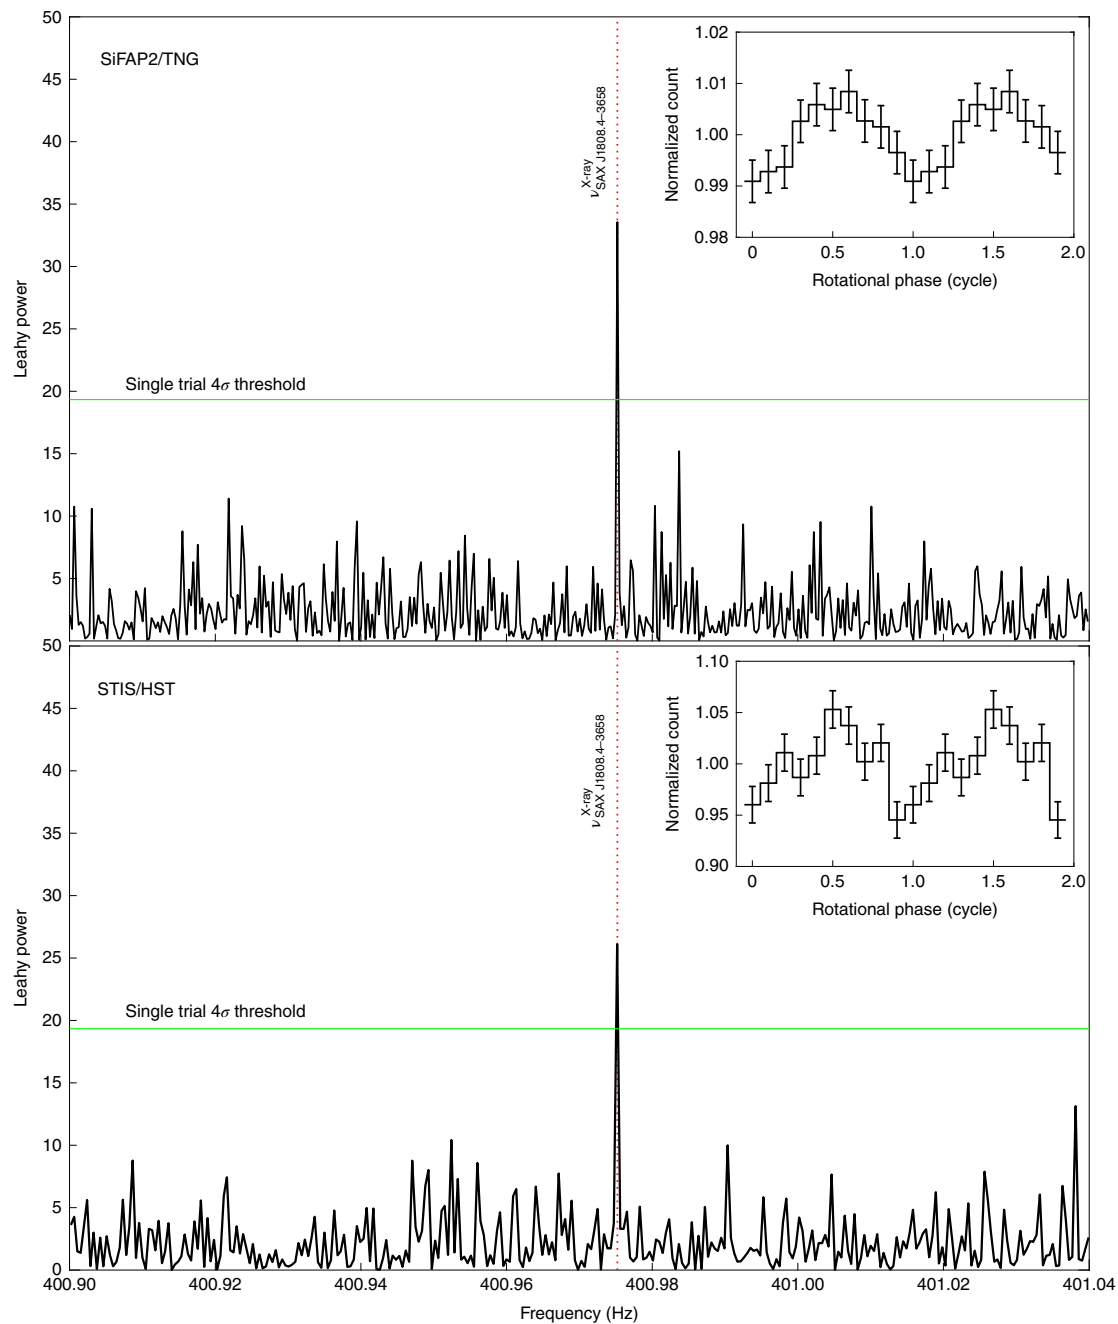 50
45
40
35
30
25
20
15
10
5
50
Leahy power
SiFAP2/TNG
Single trial 4σ threshold
ν X-ray SAX J1808.4–3658
1.02
1.01
1.00
0.99
0.98
Normalized count
0 0.5 1.0 1.5 2.0
Rotational phase (cycle)
45
40
35
30
25
20
15
10
5
0
Leahy power
STIS/HST
Single trial 4σ threshold
ν X-ray SAX J1808.4–3658
1.10
1.05
1.00
0.95
0.90
Normalized count
0 0.5 1.0 1.5 2.0
Rotational phase (cycle)
400.90 400.92 400.94 400.96 400.98 401.00 401.02 401.04
Frequency (Hz)